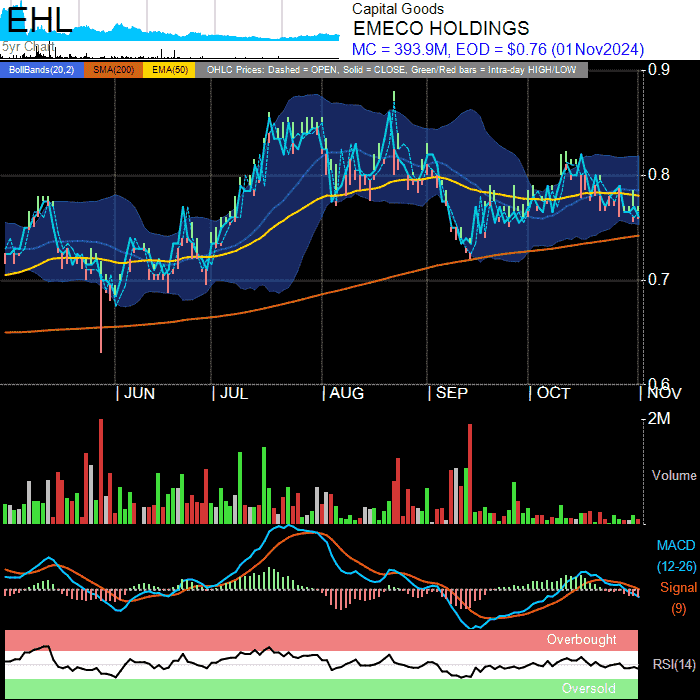 EHL
5yr Chart
Capital Goods
EMECO HOLDINGS
MC = 393.9M, EOD = $0.76 (01Nov2024)
BollBands(20,2) SMA(200) EMA(50) OHLC Prices: Dashed = OPEN, Solid = CLOSE, Green/Red bars = Intra-day HIGH/LOW
0.9
0.8
0.7
0.6
JUN JUL AUG SEP OCT NOV
2M
Volume
MACD
(12-26)
Signal
(9)
Overbought
RSI(14)
Oversold